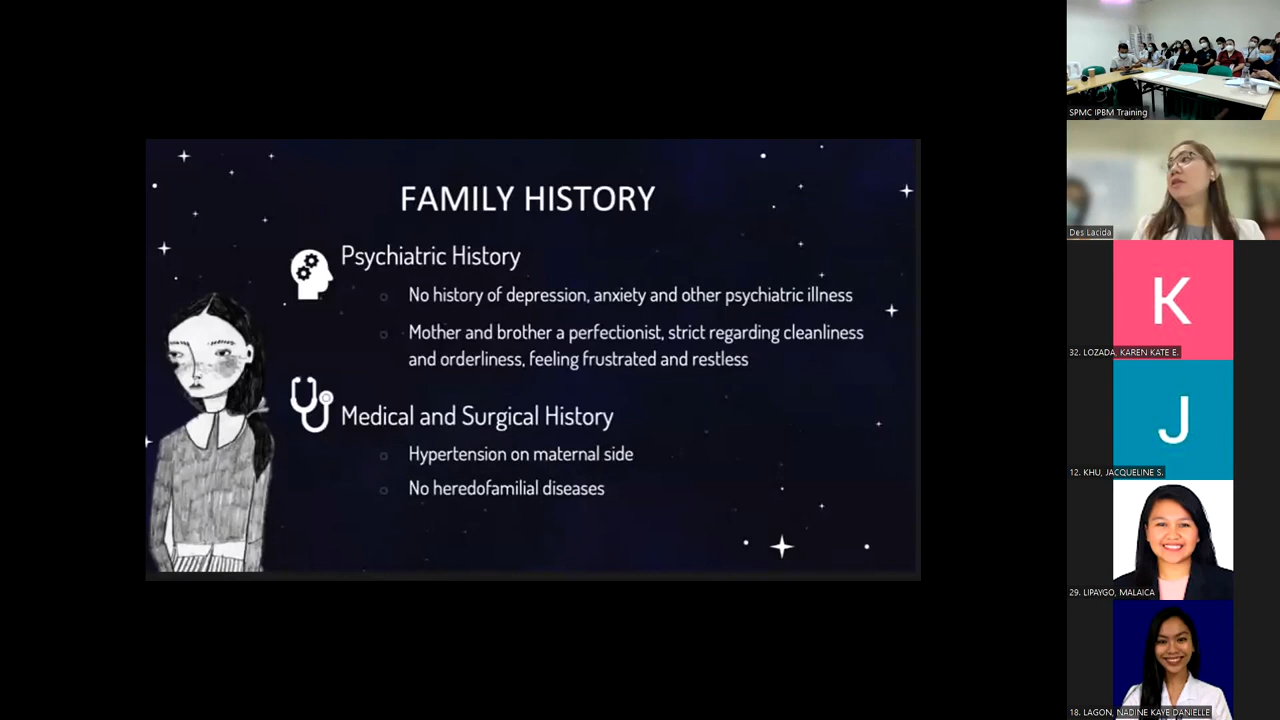 FAMILY HISTORY
Psychiatric History
No history of depression, anxiety and other psychiatric illness
Mother and brother a perfectionist, strict regarding cleanliness
and orderliness, feeling frustrated and restless
Medical and Surgical History
Hypertension on maternal side
No heredofamilial diseases
SPMC IPBM Training
Des Lacida
K
32. LOZADA, KAREN KATE E.
J
12. KHU, JACQUELINE S.
29. LIPAYGO, MALAICA
18. LAGON, NADINE KAYE DANIELLE